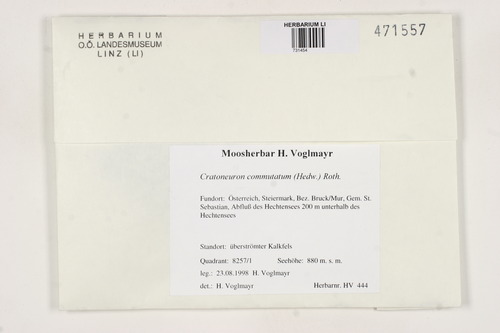 HERBARIUM
O.Ö. LANDESMUSEUM
LINZ (LI)
HERBARIUM LI
731454
471557
Moosherbar H. Voglmayr
Cratoneuron commutatum (Hedw.) Roth.
Fundort: Österreich, Steiermark, Bez. Bruck/Mur, Gem. St.
Sebastian, Abfluß des Hechtensees 200 m unterhalb des
Hechtensees
Standort: überströmter Kalkfels
Quadrant: 8257/1 Seehöhe: 880 m. s. m.
leg.: 23.08.1998 H. Voglmayr
det.: H. Voglmayr Herbarnr. HV 444